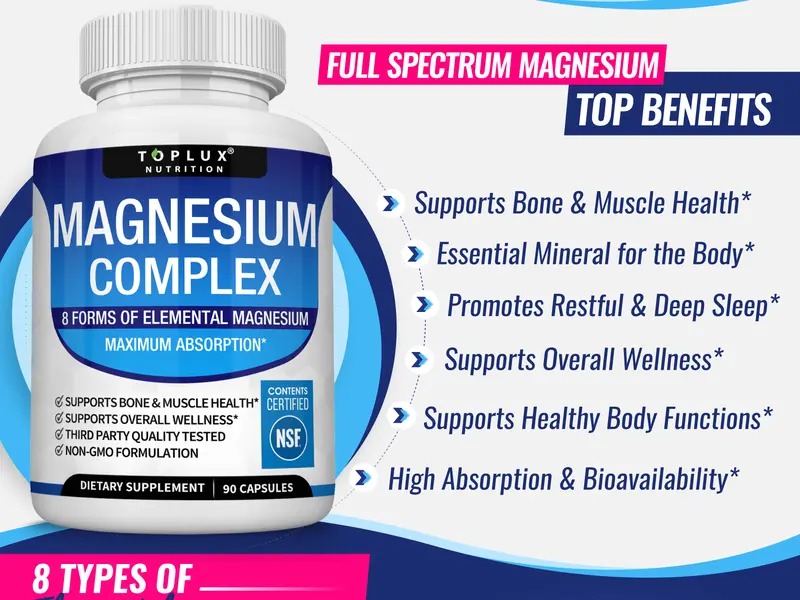 FULL SPECTRUM MAGNESIUM
TOP BENEFITS
TOPLUX®
NUTRITION
MAGNESIUM
COMPLEX
8 FORMS OF ELEMENTAL MAGNESIUM
MAXIMUM ABSORPTION*
SUPPORTS BONE & MUSCLE HEALTH*
SUPPORTS OVERALL WELLNESS*
THIRD PARTY QUALITY TESTED
NON-GMO FORMULATION
CONTENTS
CERTIFIED
NSF
DIETARY SUPPLEMENT | 90 CAPSULES
Supports Bone & Muscle Health*
Essential Mineral for the Body*
Promotes Restful & Deep Sleep*
Supports Overall Wellness*
Supports Healthy Body Functions*
High Absorption & Bioavailability*
8 TYPES OF